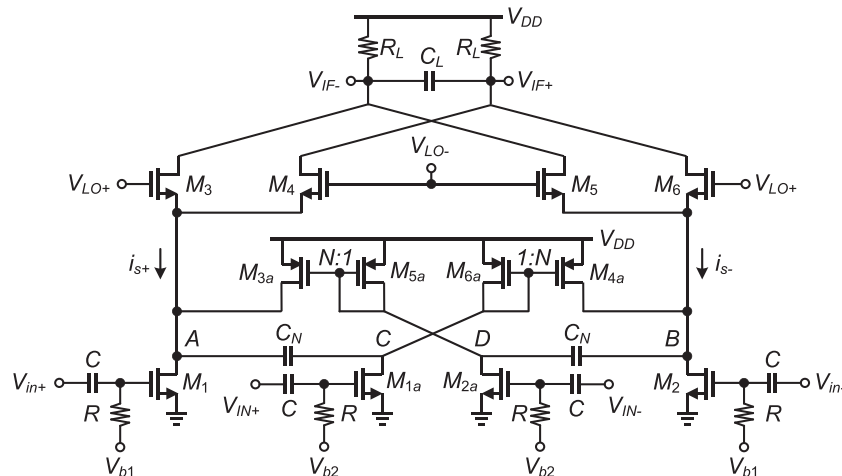 V_DD
R_L C_L R_L
V_IF- V_IF+
V_LO-
V_LO+ M_3 M_4 M_5 M_6 V_LO+
V_DD
i_s+ N:1 1:N i_s-
M_3a M_5a M_6a M_4a
A C_N C D C_N B
C M_1 M_1a M_2a M_2 C
V_in+ V_in-
V_IN+ C C V_IN-
R R R R
V_b1 V_b2 V_b2 V_b1